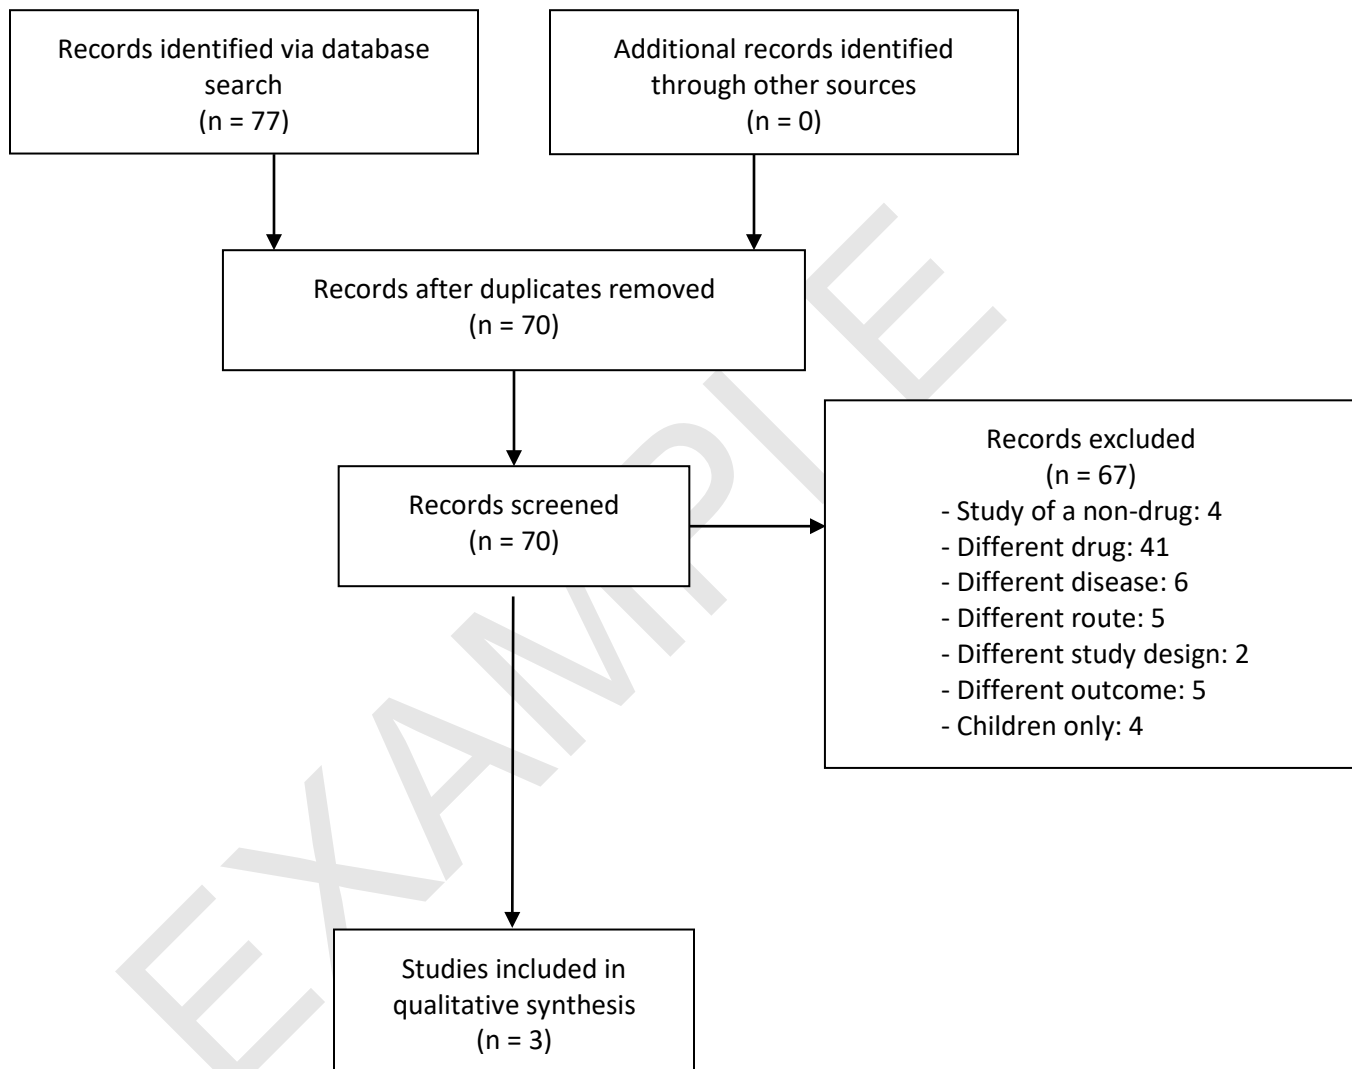 Records identified via database
search
(n = 77)
Additional records identified
through other sources
(n = 0)
Records after duplicates removed
(n = 70)
Records screened
(n = 70)
Records excluded
(n = 67)
- Study of a non-drug: 4
- Different drug: 41
- Different disease: 6
- Different route: 5
- Different study design: 2
- Different outcome: 5
- Children only: 4
Studies included in
qualitative synthesis
(n = 3)
EXAMPLE